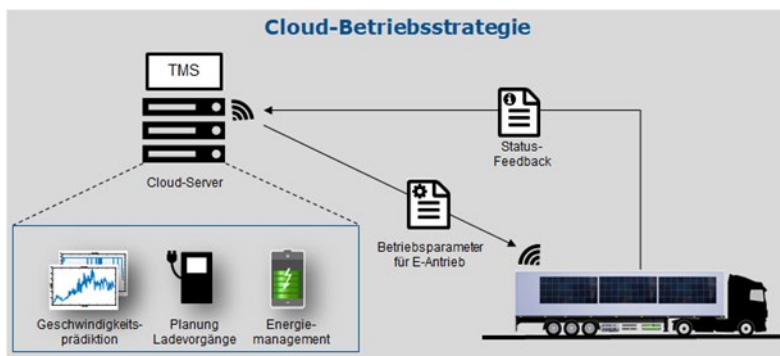 Cloud-Betriebsstrategie
TMS
Cloud-Server
Status-
Feedback
Betriebsparameter
für E-Antrieb
Geschwindigkeits-
prädiktion
Planung
Ladevorgänge
Energie-
management